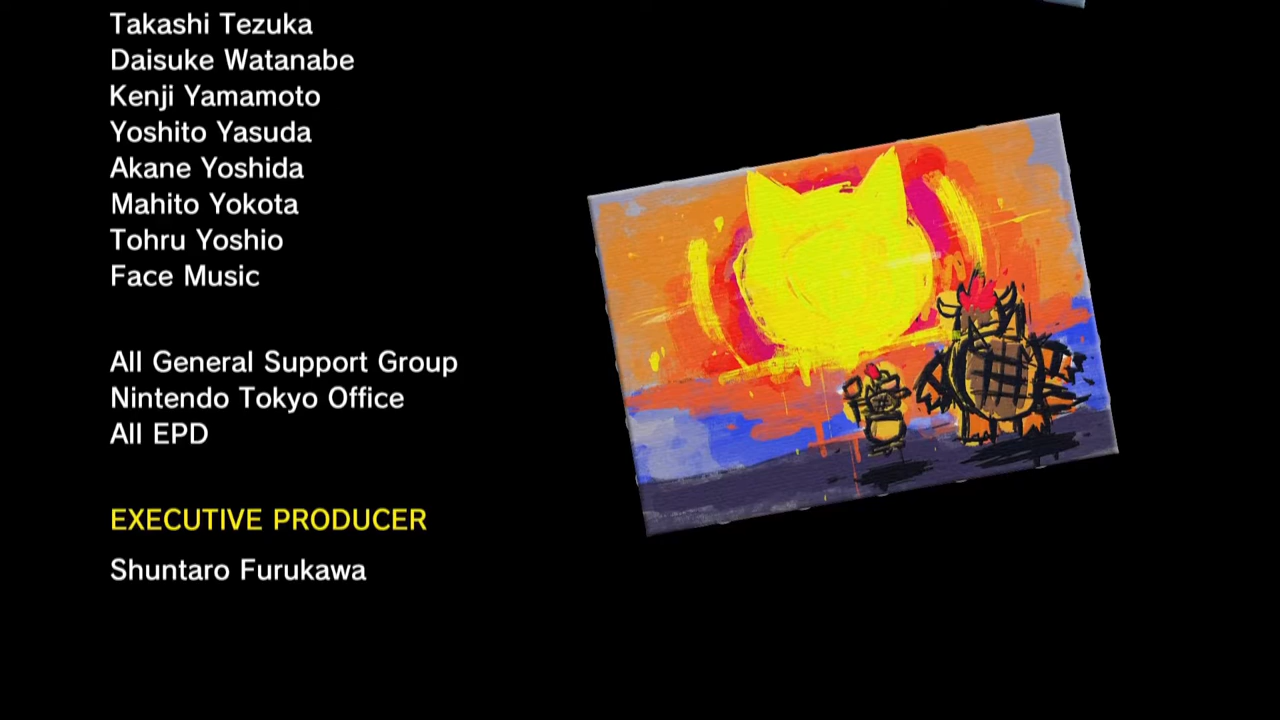 Takashi Tezuka
Daisuke Watanabe
Kenji Yamamoto
Yoshito Yasuda
Akane Yoshida
Mahito Yokota
Tohru Yoshio
Face Music
All General Support Group
Nintendo Tokyo Office
All EPD
EXECUTIVE PRODUCER
Shuntaro Furukawa